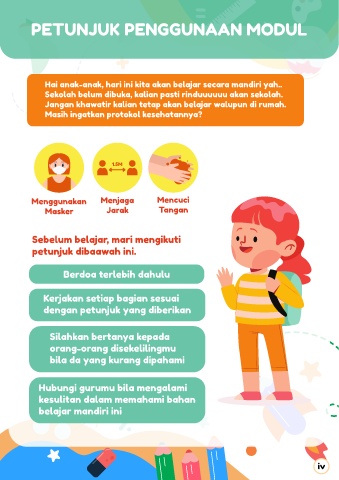 PETUNJUK PENGGUNAAN MODUL
Hai anak-anak, hari ini kita akan belajar secara mandiri yah..
Sekolah belum dibuka, kalian pasti rinduuuuuu akan sekolah.
Jangan khawatir kalian tetap akan belajar walupun di rumah.
Masih ingatkan protokol kesehatannya?
1.5M
Menggunakan
Masker
Menjaga
Jarak
Mencuci
Tangan
Sebelum belajar, mari mengikuti
petunjuk dibaawah ini.
Berdoa terlebih dahulu
Kerjakan setiap bagian sesuai
dengan petunjuk yang diberikan
Silahkan bertanya kepada
orang-orang disekelilingmu
bila da yang kurang dipahami
Hubungi gurumu bila mengalami
kesulitan dalam memahami bahan
belajar mandiri ini
iv